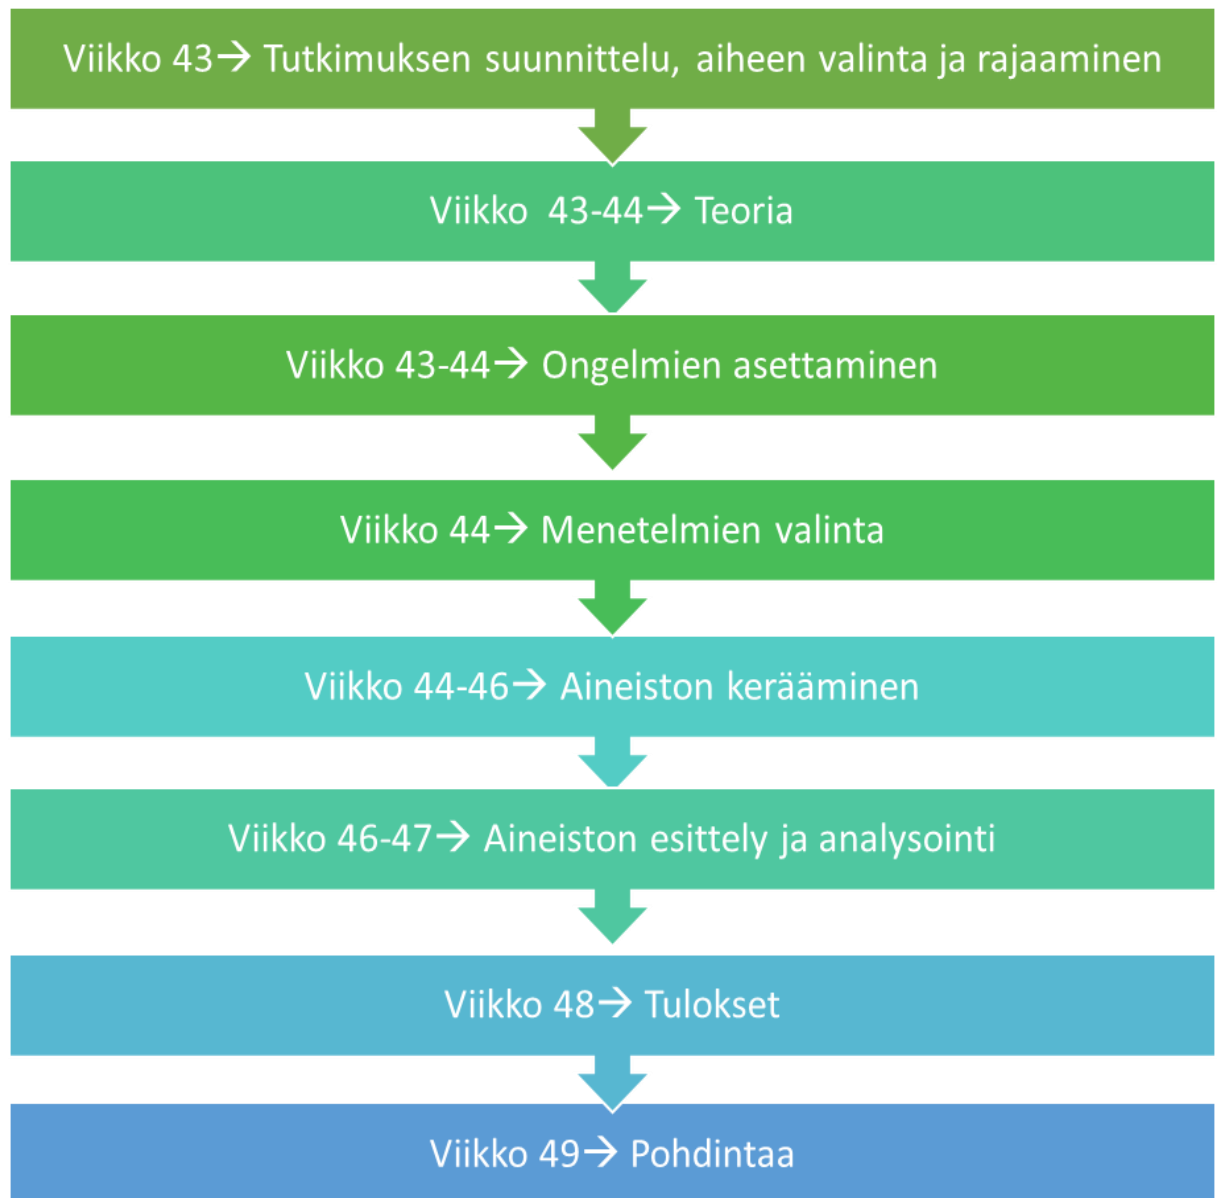 Viikko 43→ Tutkimuksen suunnittelu, aiheen valinta ja rajaaminen
Viikko 43-44→ Teoria
Viikko 43-44→ Ongelmien asettaminen
Viikko 44→ Menetelmien valinta
Viikko 44-46→ Aineiston kerääminen
Viikko 46-47→ Aineiston esittely ja analysointi
Viikko 48→ Tulokset
Viikko 49→ Pohdintaa